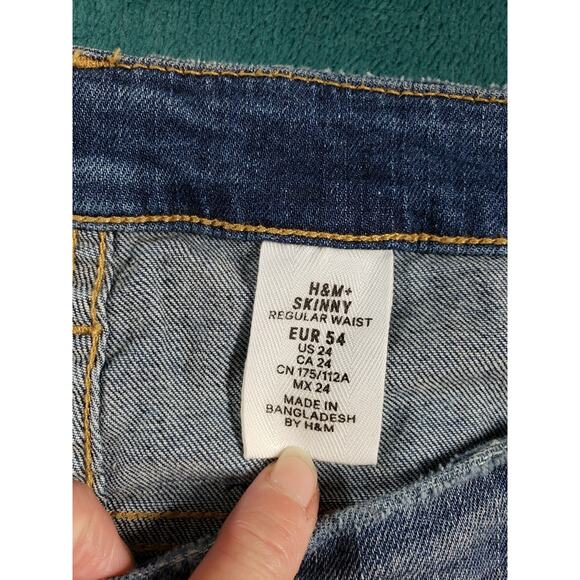 H&M+
SKINNY
REGULAR WAIST
EUR 54
US 24
CA 24
CN 175/112A
MX 24
MADE IN
BANGLADESH
BY H&M